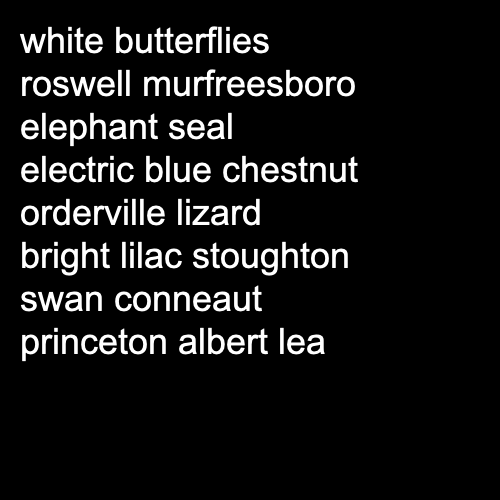 white butterflies
roswell murfreesboro
elephant seal
electric blue chestnut
orderville lizard
bright lilac stoughton
swan conneaut
princeton albert lea